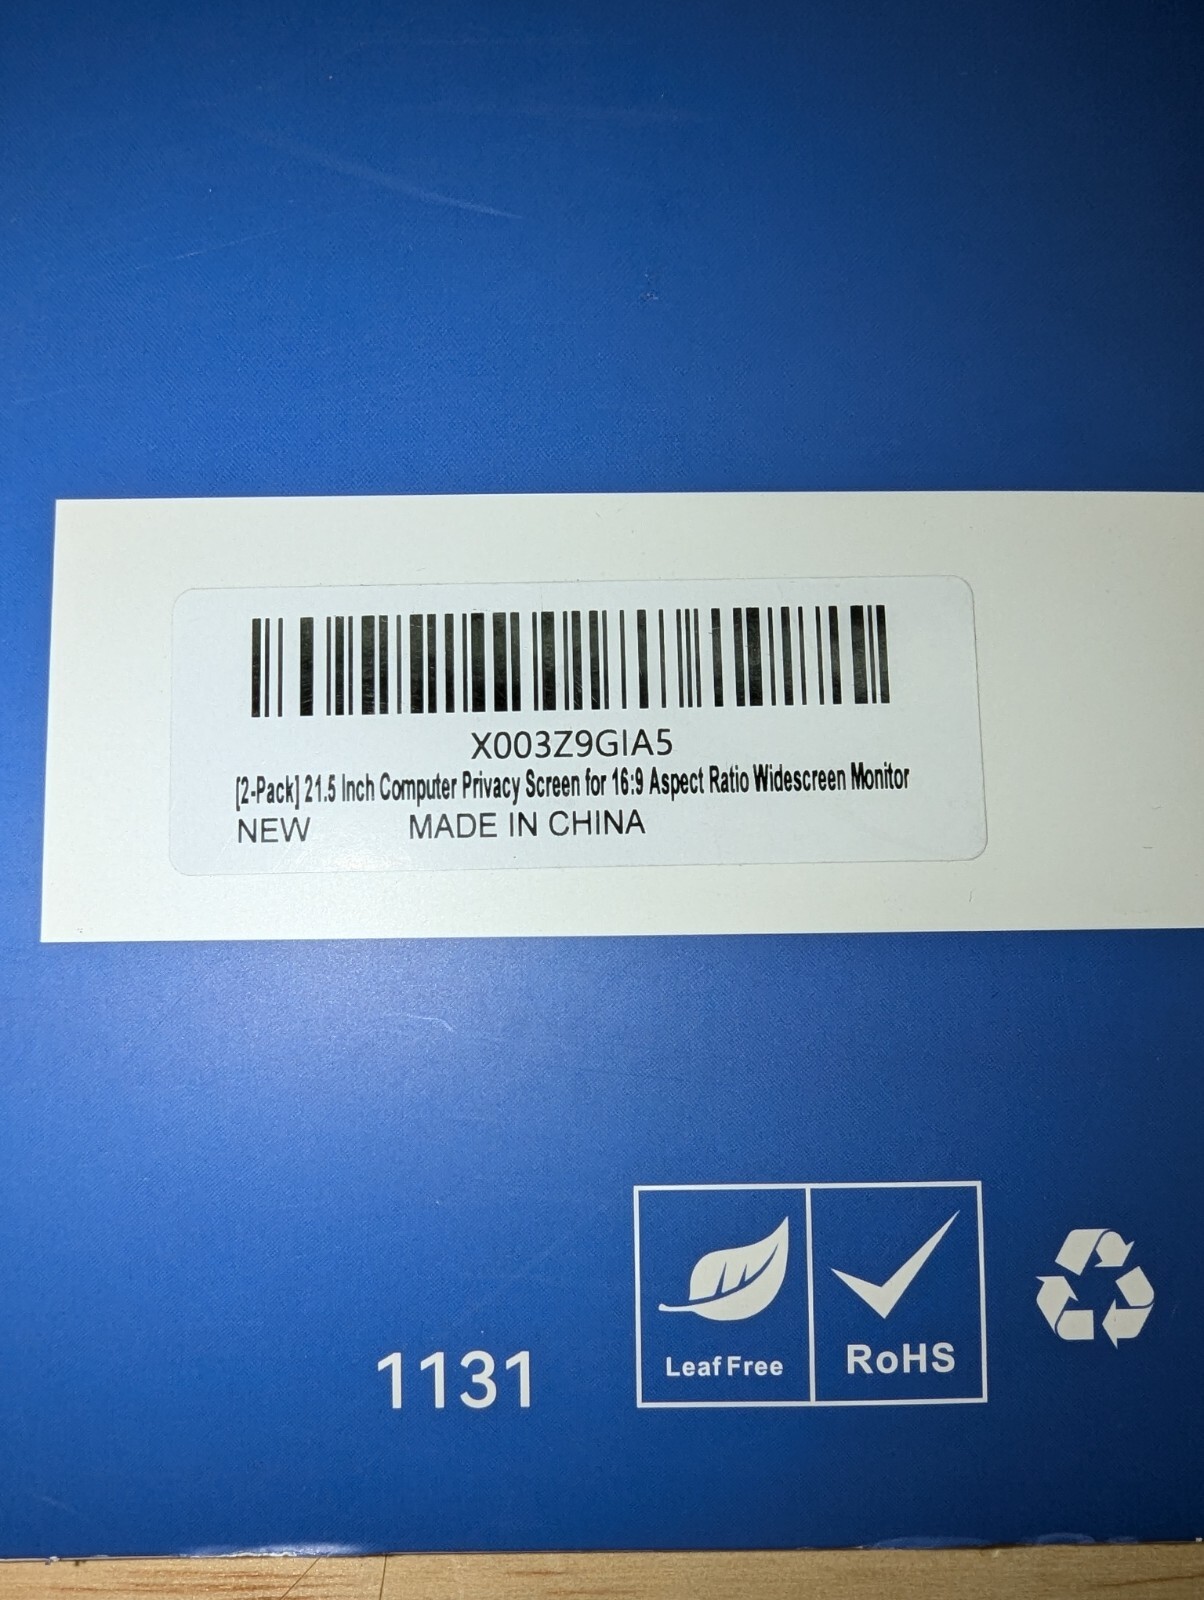 X003Z9GIA5
[2-Pack] 21.5 Inch Computer Privacy Screen for 16:9 Aspect Ratio Widescreen Monitor
NEW MADE IN CHINA
1131
Leaf Free
RoHS